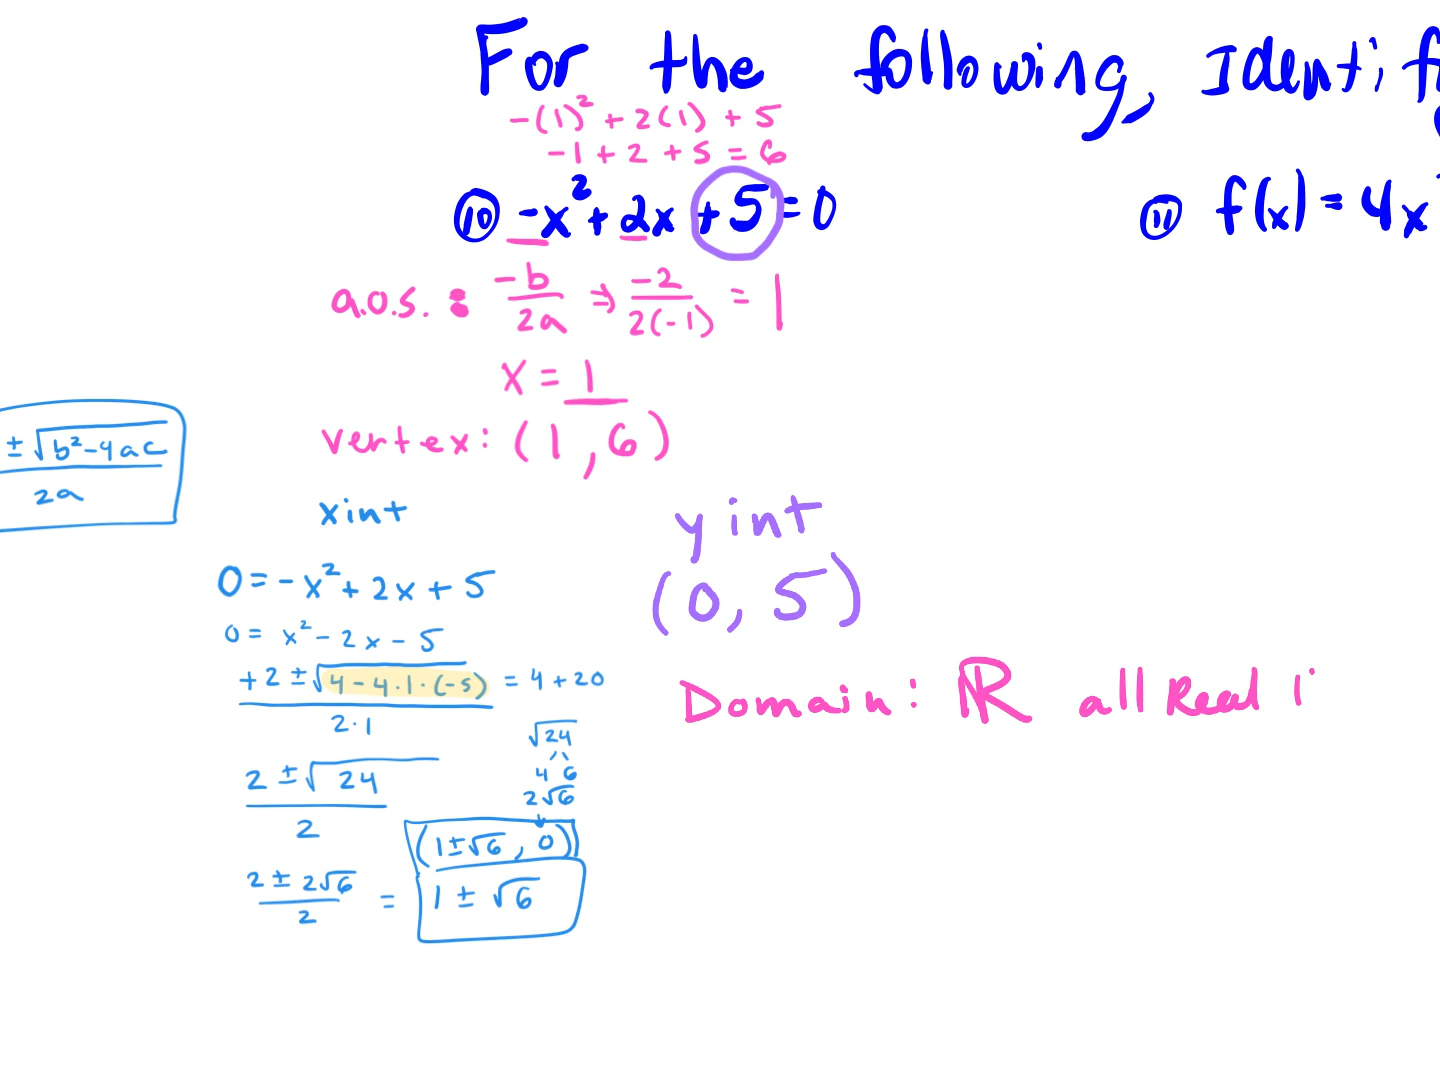 For the following, Identif
-(1)² + 2(1) + 5
-1 + 2 + 5 = 6
⑩ -x² + 2x + 5 = 0
⑪ f(x) = 4x
a.o.s. : -b/2a ⇒ -2/2(-1) = 1
x = 1
vertex: (1, 6)
± √b²-4ac / 2a
x int
y int
(0, 5)
0 = -x² + 2x + 5
0 = x² - 2x - 5
+2 ± √4 - 4·1·(-5) / 2·1 = 4 + 20
√24
4 6
2√6
2 ± √24 / 2
(1±√6, 0)
2 ± 2√6 / 2 = 1 ± √6
Domain: ℝ all Real